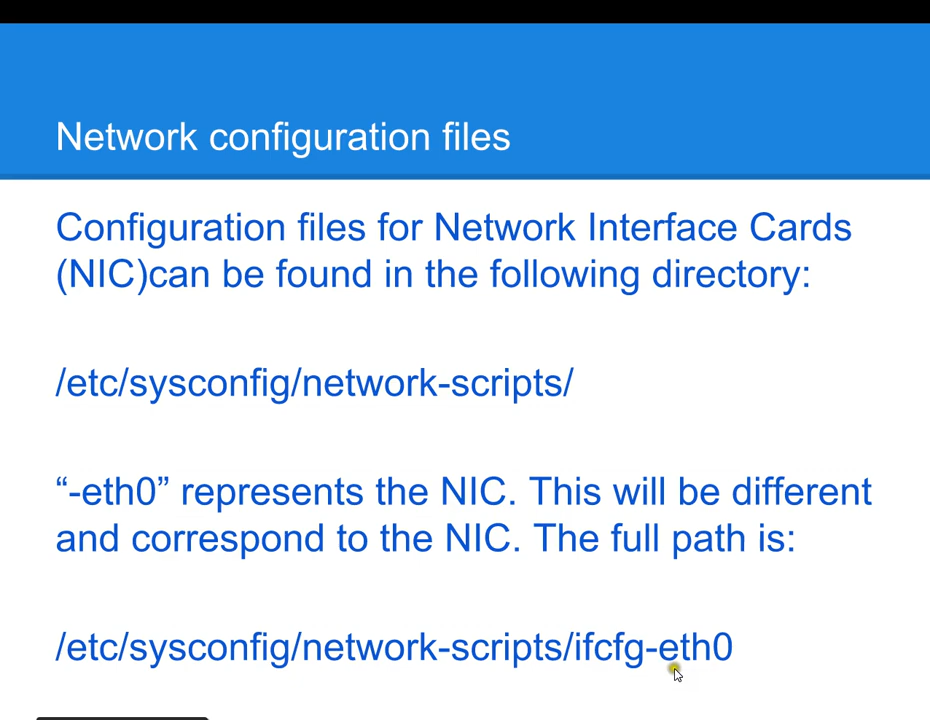 Network configuration files
Configuration files for Network Interface Cards
(NIC)can be found in the following directory:
/etc/sysconfig/network-scripts/
“-eth0” represents the NIC. This will be different
and correspond to the NIC. The full path is:
/etc/sysconfig/network-scripts/ifcfg-eth0